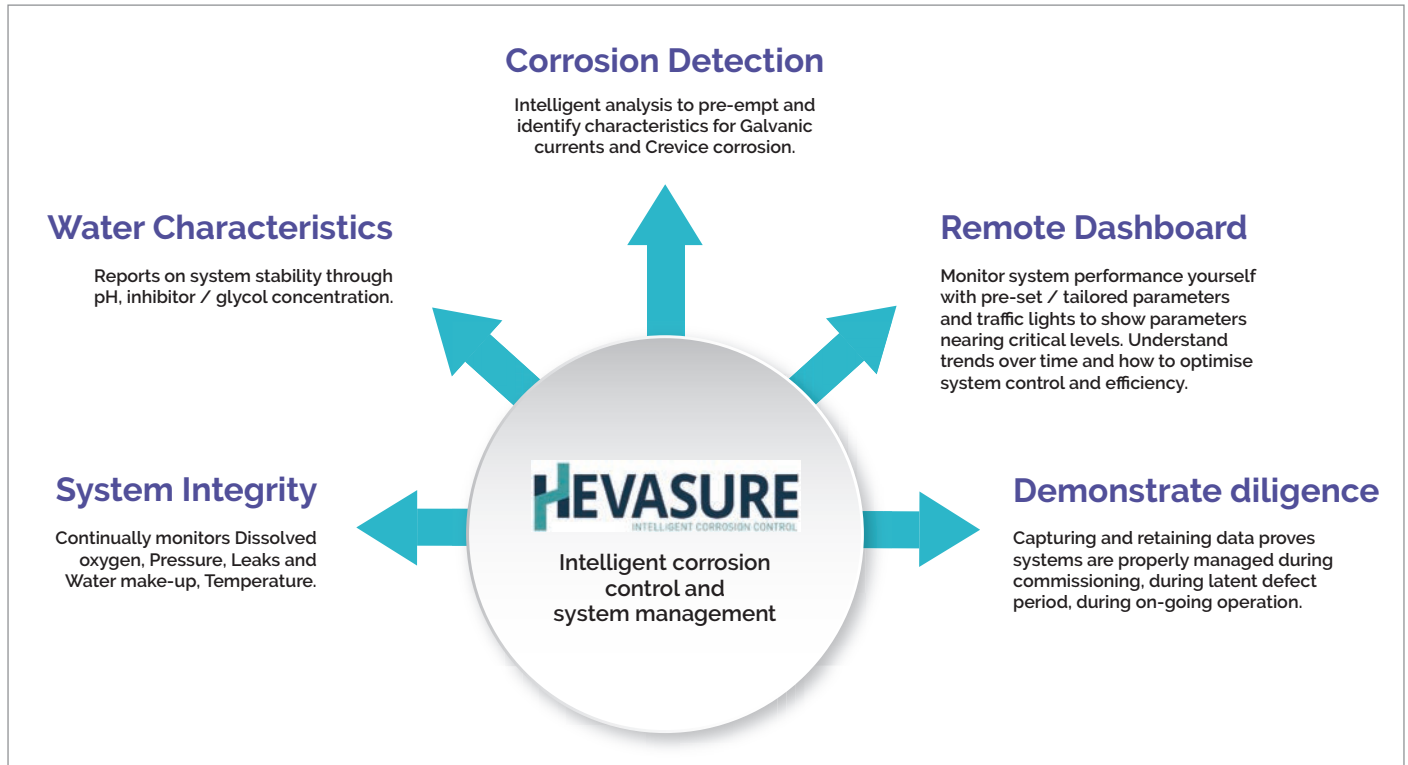 Corrosion Detection
Intelligent analysis to pre-empt and
identify characteristics for Galvanic
currents and Crevice corrosion.
Water Characteristics
Reports on system stability through
pH, inhibitor / glycol concentration.
Remote Dashboard
Monitor system performance yourself
with pre-set / tailored parameters
and traffic lights to show parameters
nearing critical levels. Understand
trends over time and how to optimise
system control and efficiency.
System Integrity
Continually monitors Dissolved
oxygen, Pressure, Leaks and
Water make-up, Temperature.
HEVASURE
INTELLIGENT CORROSION CONTROL
Intelligent corrosion
control and
system management
Demonstrate diligence
Capturing and retaining data proves
systems are properly managed during
commissioning, during latent defect
period, during on-going operation.